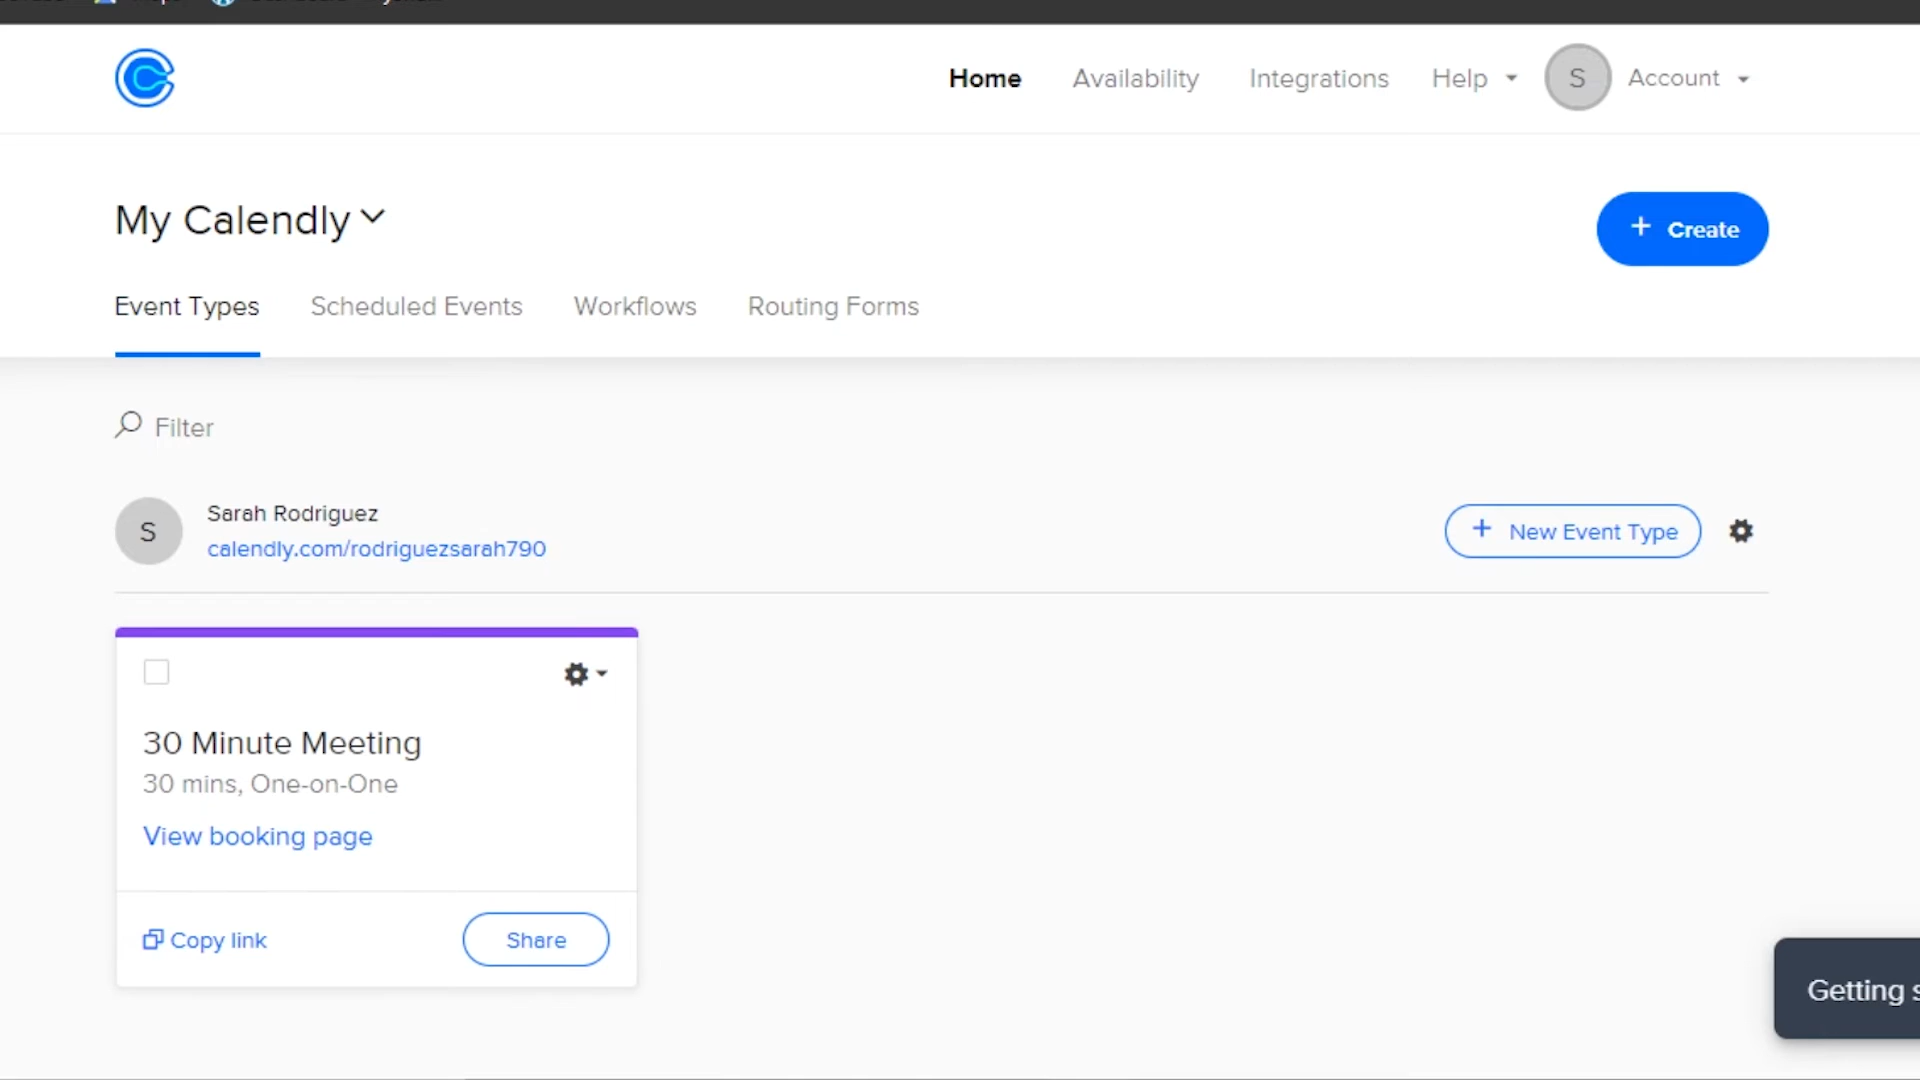 Home Availability Integrations Help S Account
My Calendly
+ Create
Event Types Scheduled Events Workflows Routing Forms
Filter
S
Sarah Rodriguez
calendly.com/rodriguezsarah790
+ New Event Type
30 Minute Meeting
30 mins, One-on-One
View booking page
Copy link
Share
Getting